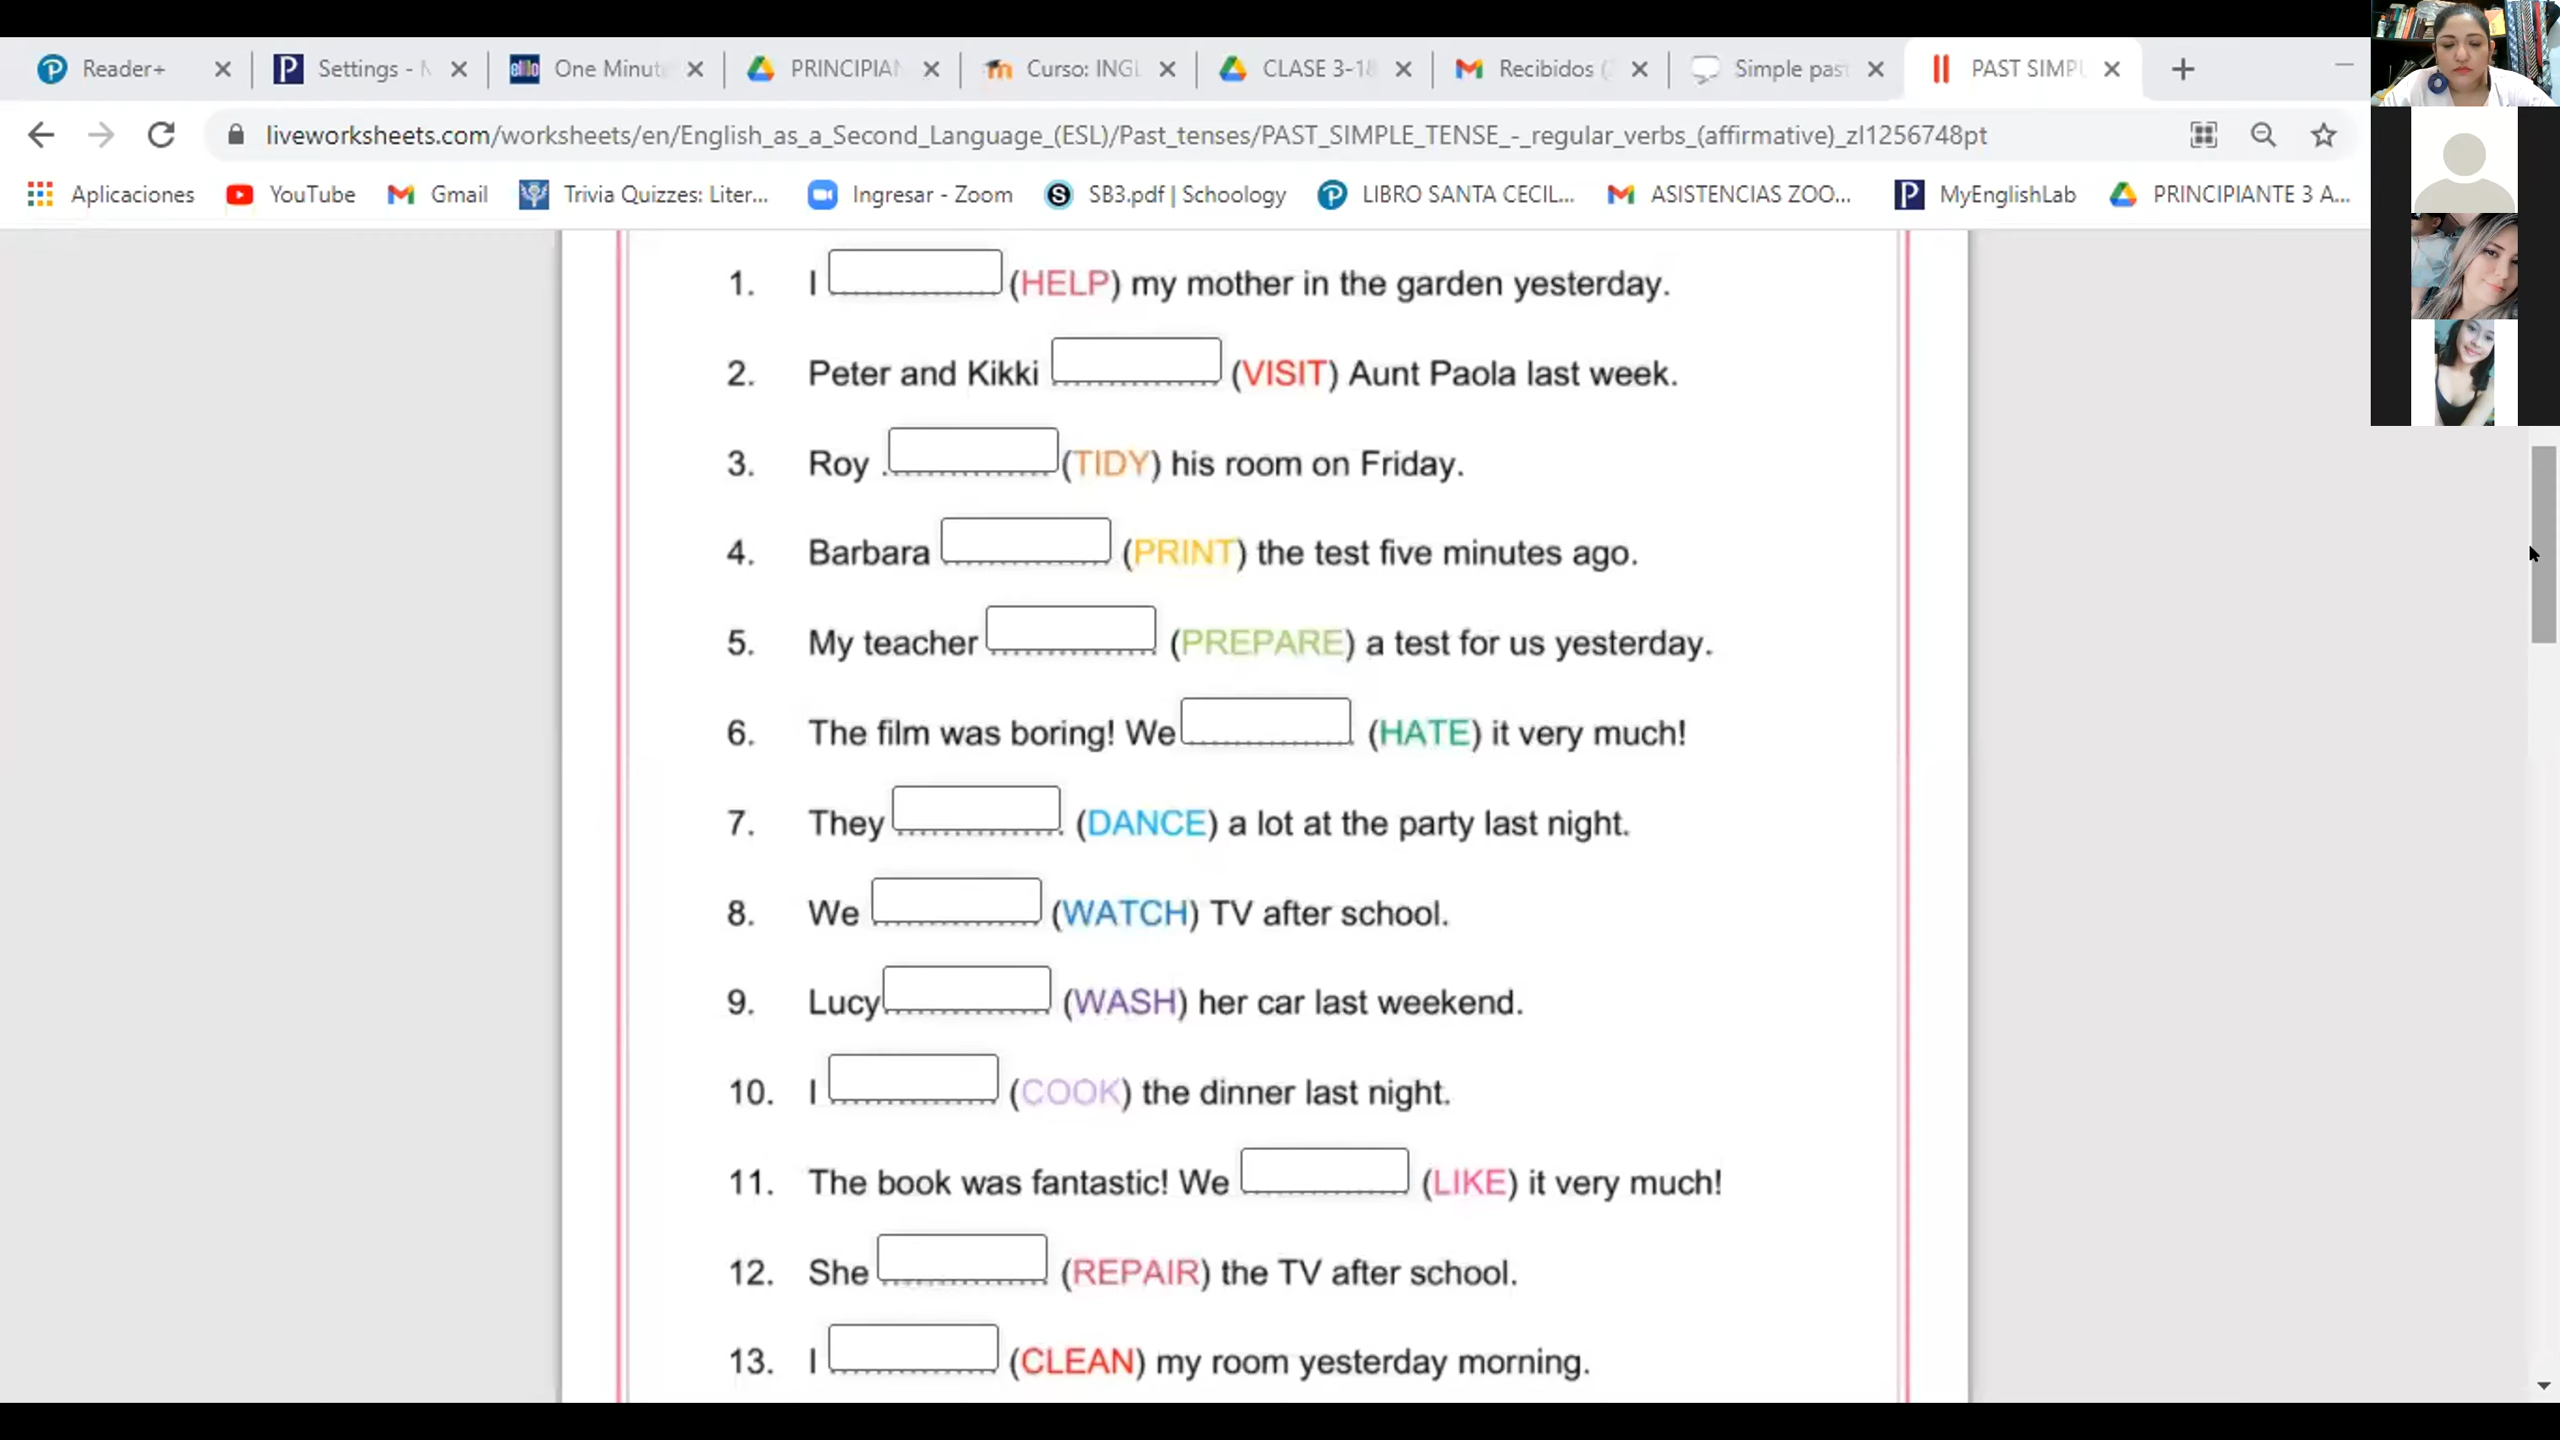 Reader+ Settings - One Minut PRINCIPIA Curso: INGL CLASE 3-18 Recibidos ( Simple pas PAST SIMPL
liveworksheets.com/worksheets/en/English_as_a_Second_Language_(ESL)/Past_tenses/PAST_SIMPLE_TENSE_-_regular_verbs_(affirmative)_zl1256748pt
Aplicaciones YouTube Gmail Trivia Quizzes: Liter... Ingresar - Zoom SB3.pdf | Schoology LIBRO SANTA CECIL... ASISTENCIAS ZOO... MyEnglishLab PRINCIPIANTE 3 A...
1. I (HELP) my mother in the garden yesterday.
2. Peter and Kikki (VISIT) Aunt Paola last week.
3. Roy (TIDY) his room on Friday.
4. Barbara (PRINT) the test five minutes ago.
5. My teacher (PREPARE) a test for us yesterday.
6. The film was boring! We (HATE) it very much!
7. They (DANCE) a lot at the party last night.
8. We (WATCH) TV after school.
9. Lucy (WASH) her car last weekend.
10. I (COOK) the dinner last night.
11. The book was fantastic! We (LIKE) it very much!
12. She (REPAIR) the TV after school.
13. I (CLEAN) my room yesterday morning.